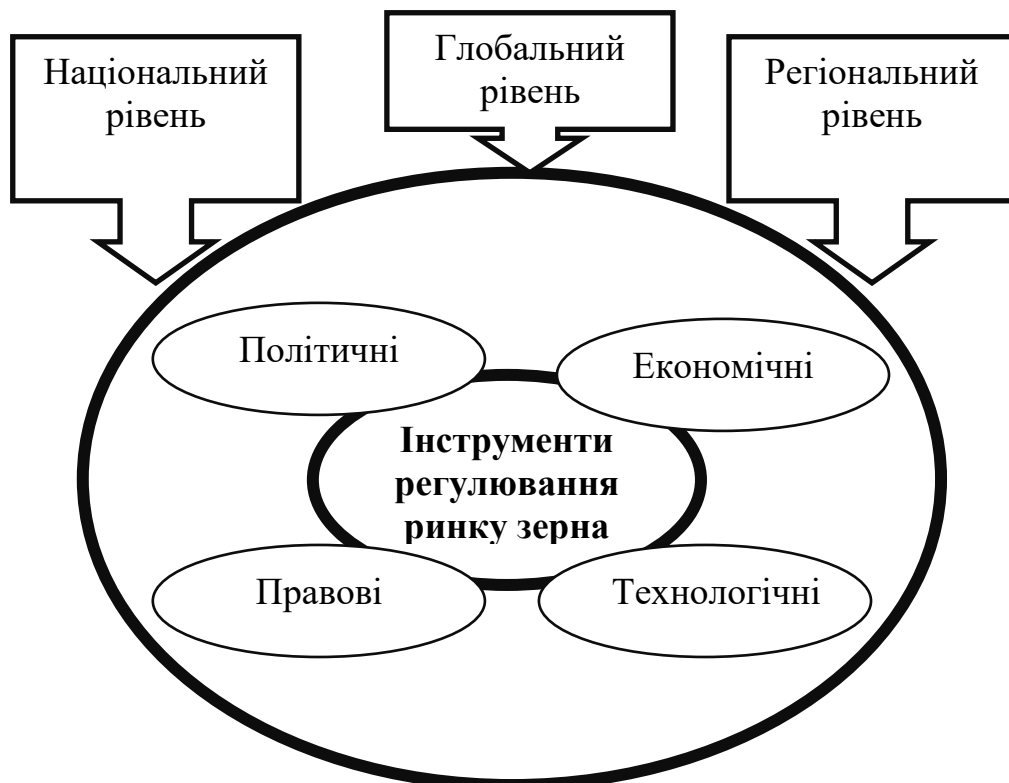 Національний
рівень
Глобальний
рівень
Регіональний
рівень
Політичні
Економічні
Інструменти
регулювання
ринку зерна
Правові
Технологічні